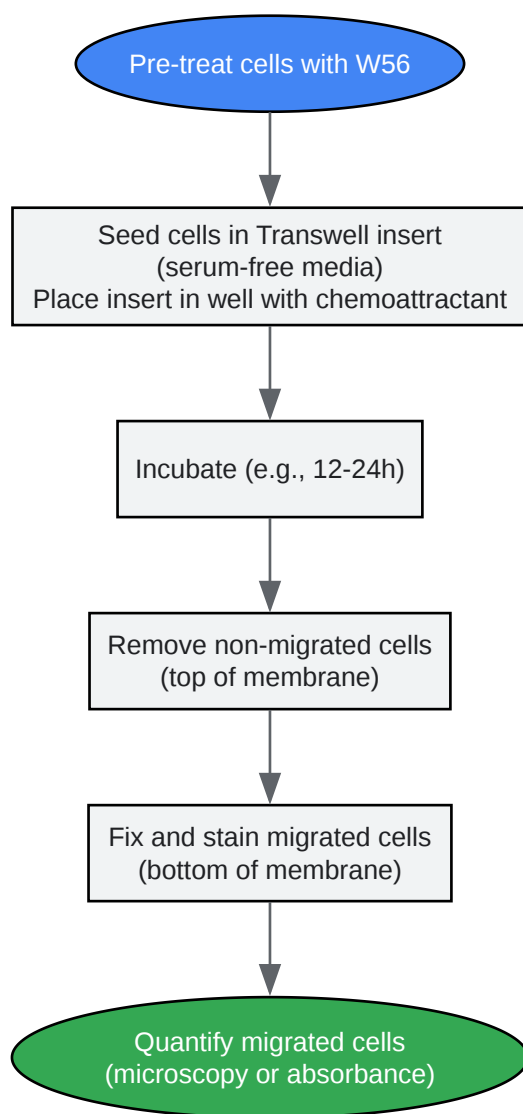 Pre-treat cells with W56
Seed cells in Transwell insert
(serum-free media)
Place insert in well with chemoattractant
Incubate (e.g., 12-24h)
Remove non-migrated cells
(top of membrane)
Fix and stain migrated cells
(bottom of membrane)
Quantify migrated cells
(microscopy or absorbance)